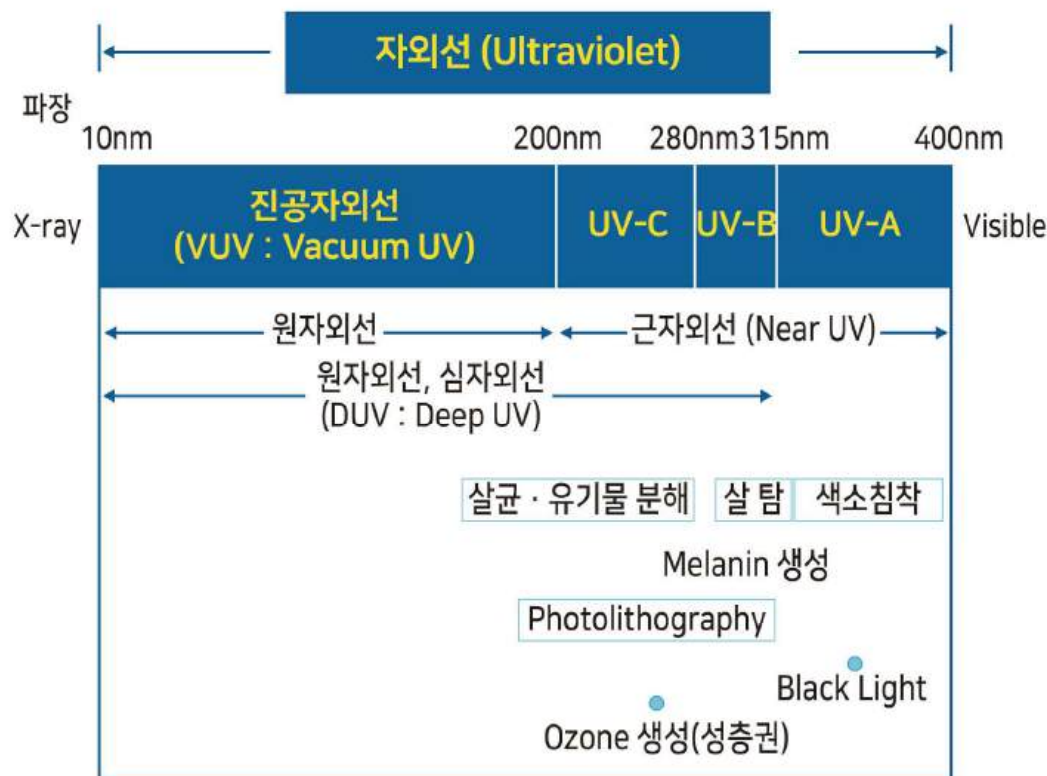 자외선 (Ultraviolet)
파장
10nm 200nm 280nm 315nm 400nm
X-ray
진공자외선
(VUV : Vacuum UV)
UV-C
UV-B
UV-A
Visible
원자외선
근자외선 (Near UV)
원자외선, 심자외선
(DUV : Deep UV)
살균 · 유기물 분해
살 탐
색소침착
Melanin 생성
Photolithography
Black Light
Ozone 생성(성층권)